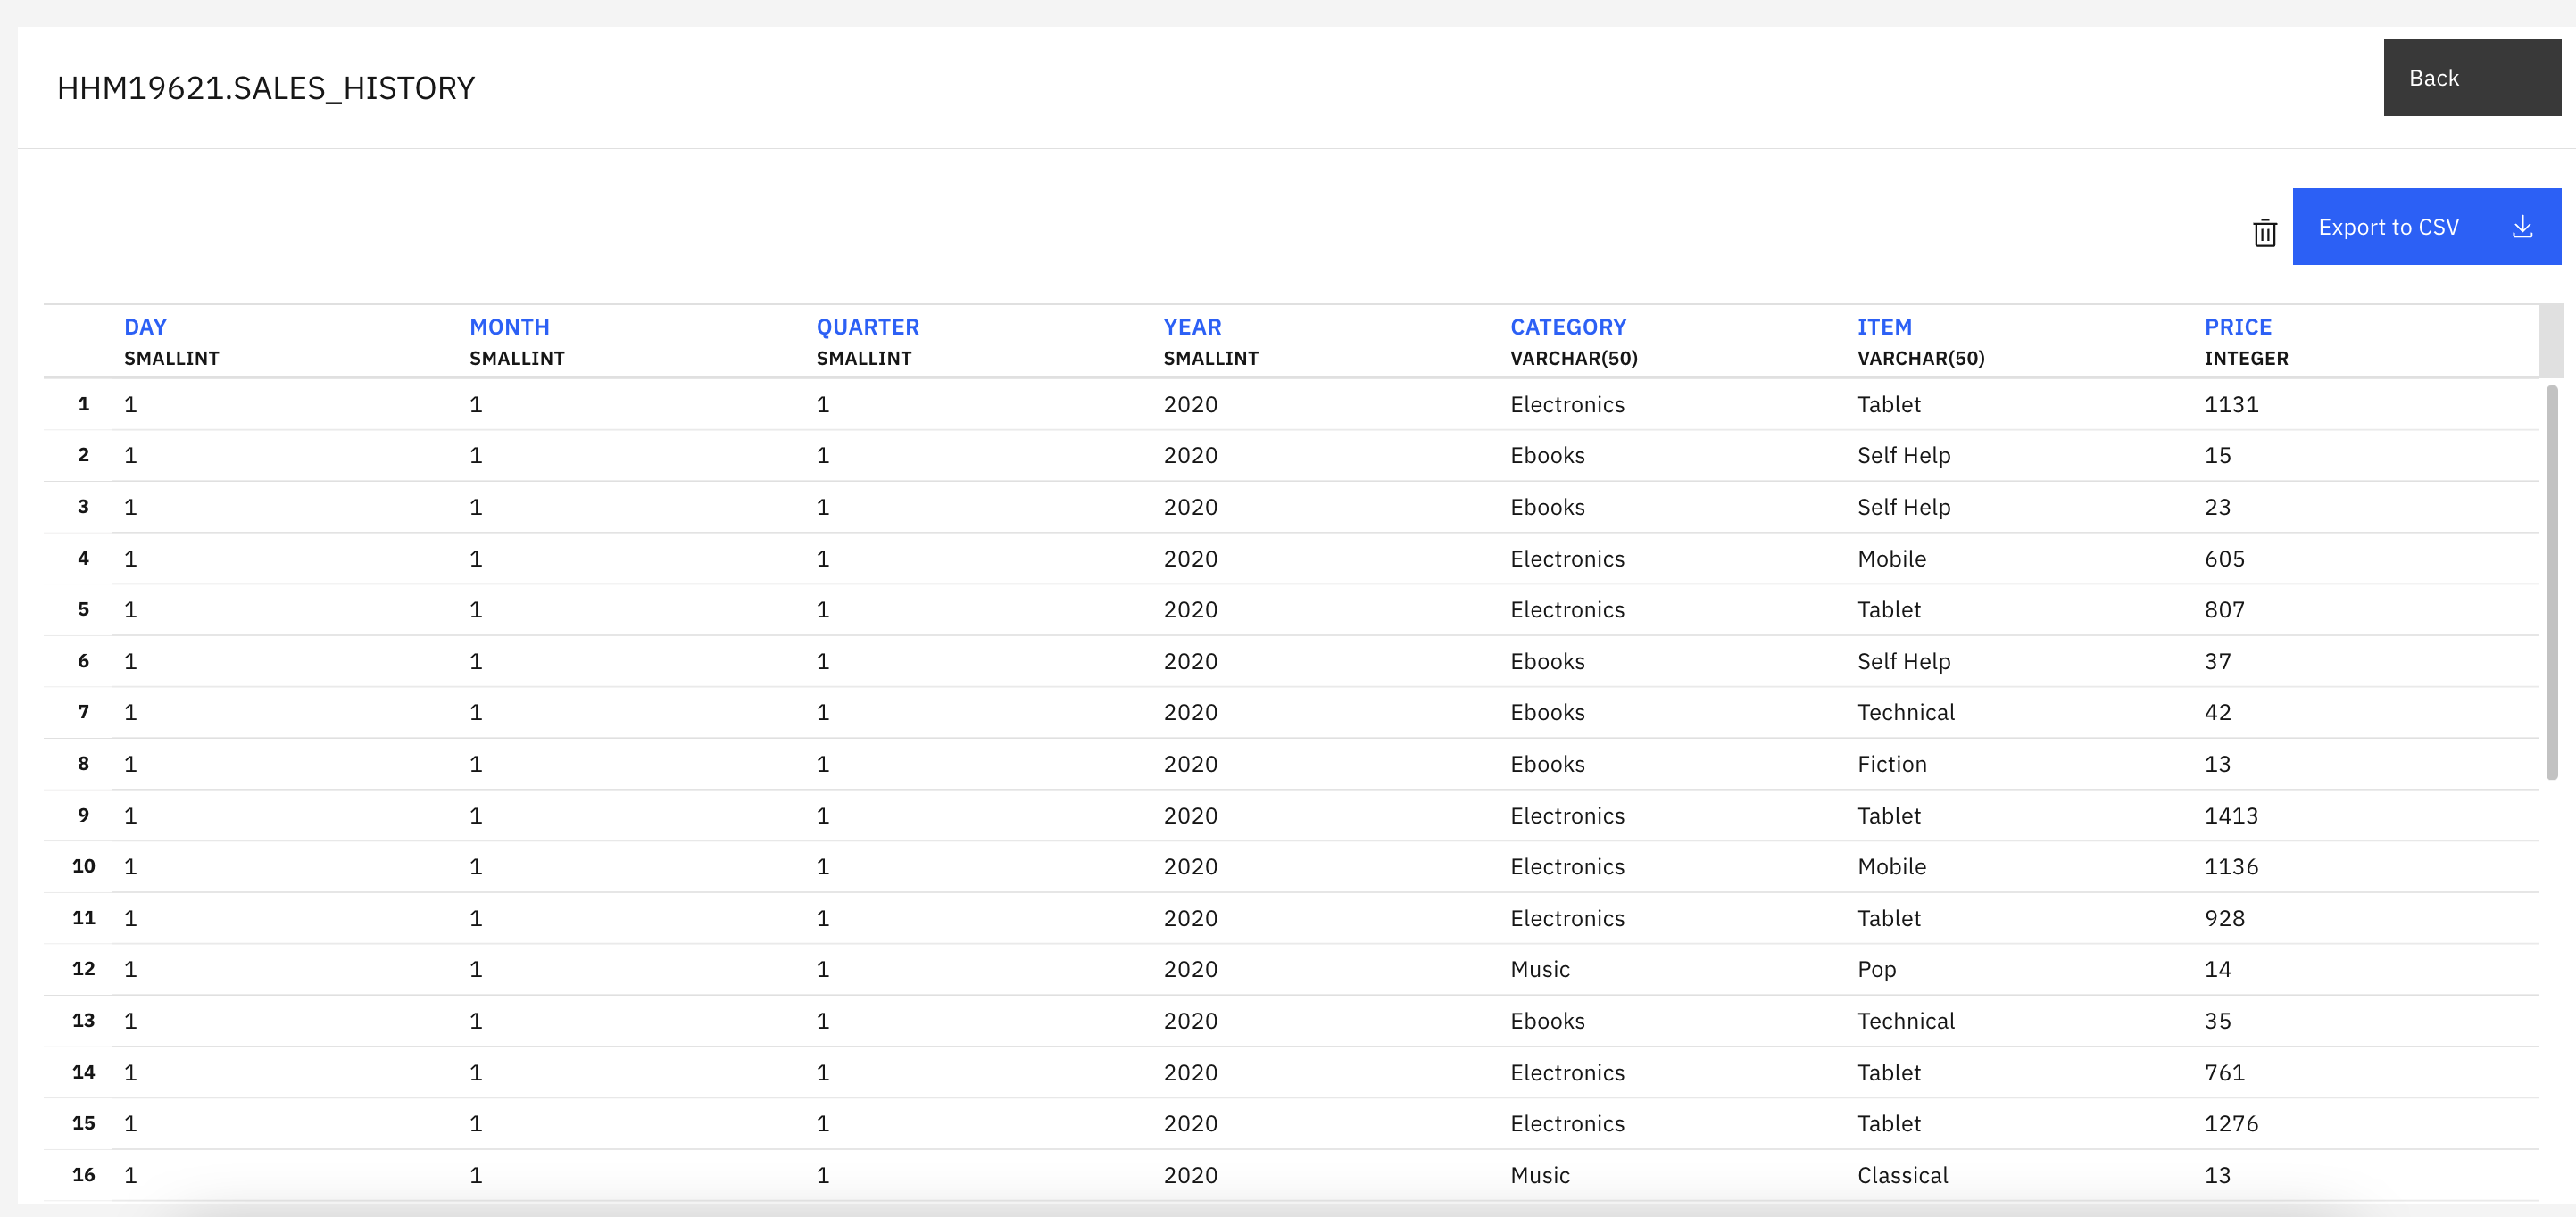 HHM19621.SALES_HISTORY
Back
Export to CSV
DAY MONTH QUARTER YEAR CATEGORY ITEM PRICE
SMALLINT SMALLINT SMALLINT SMALLINT VARCHAR(50) VARCHAR(50) INTEGER
1 1 1 1 2020 Electronics Tablet 1131
2 1 1 1 2020 Ebooks Self Help 15
3 1 1 1 2020 Ebooks Self Help 23
4 1 1 1 2020 Electronics Mobile 605
5 1 1 1 2020 Electronics Tablet 807
6 1 1 1 2020 Ebooks Self Help 37
7 1 1 1 2020 Ebooks Technical 42
8 1 1 1 2020 Ebooks Fiction 13
9 1 1 1 2020 Electronics Tablet 1413
10 1 1 1 2020 Electronics Mobile 1136
11 1 1 1 2020 Electronics Tablet 928
12 1 1 1 2020 Music Pop 14
13 1 1 1 2020 Ebooks Technical 35
14 1 1 1 2020 Electronics Tablet 761
15 1 1 1 2020 Electronics Tablet 1276
16 1 1 1 2020 Music Classical 13